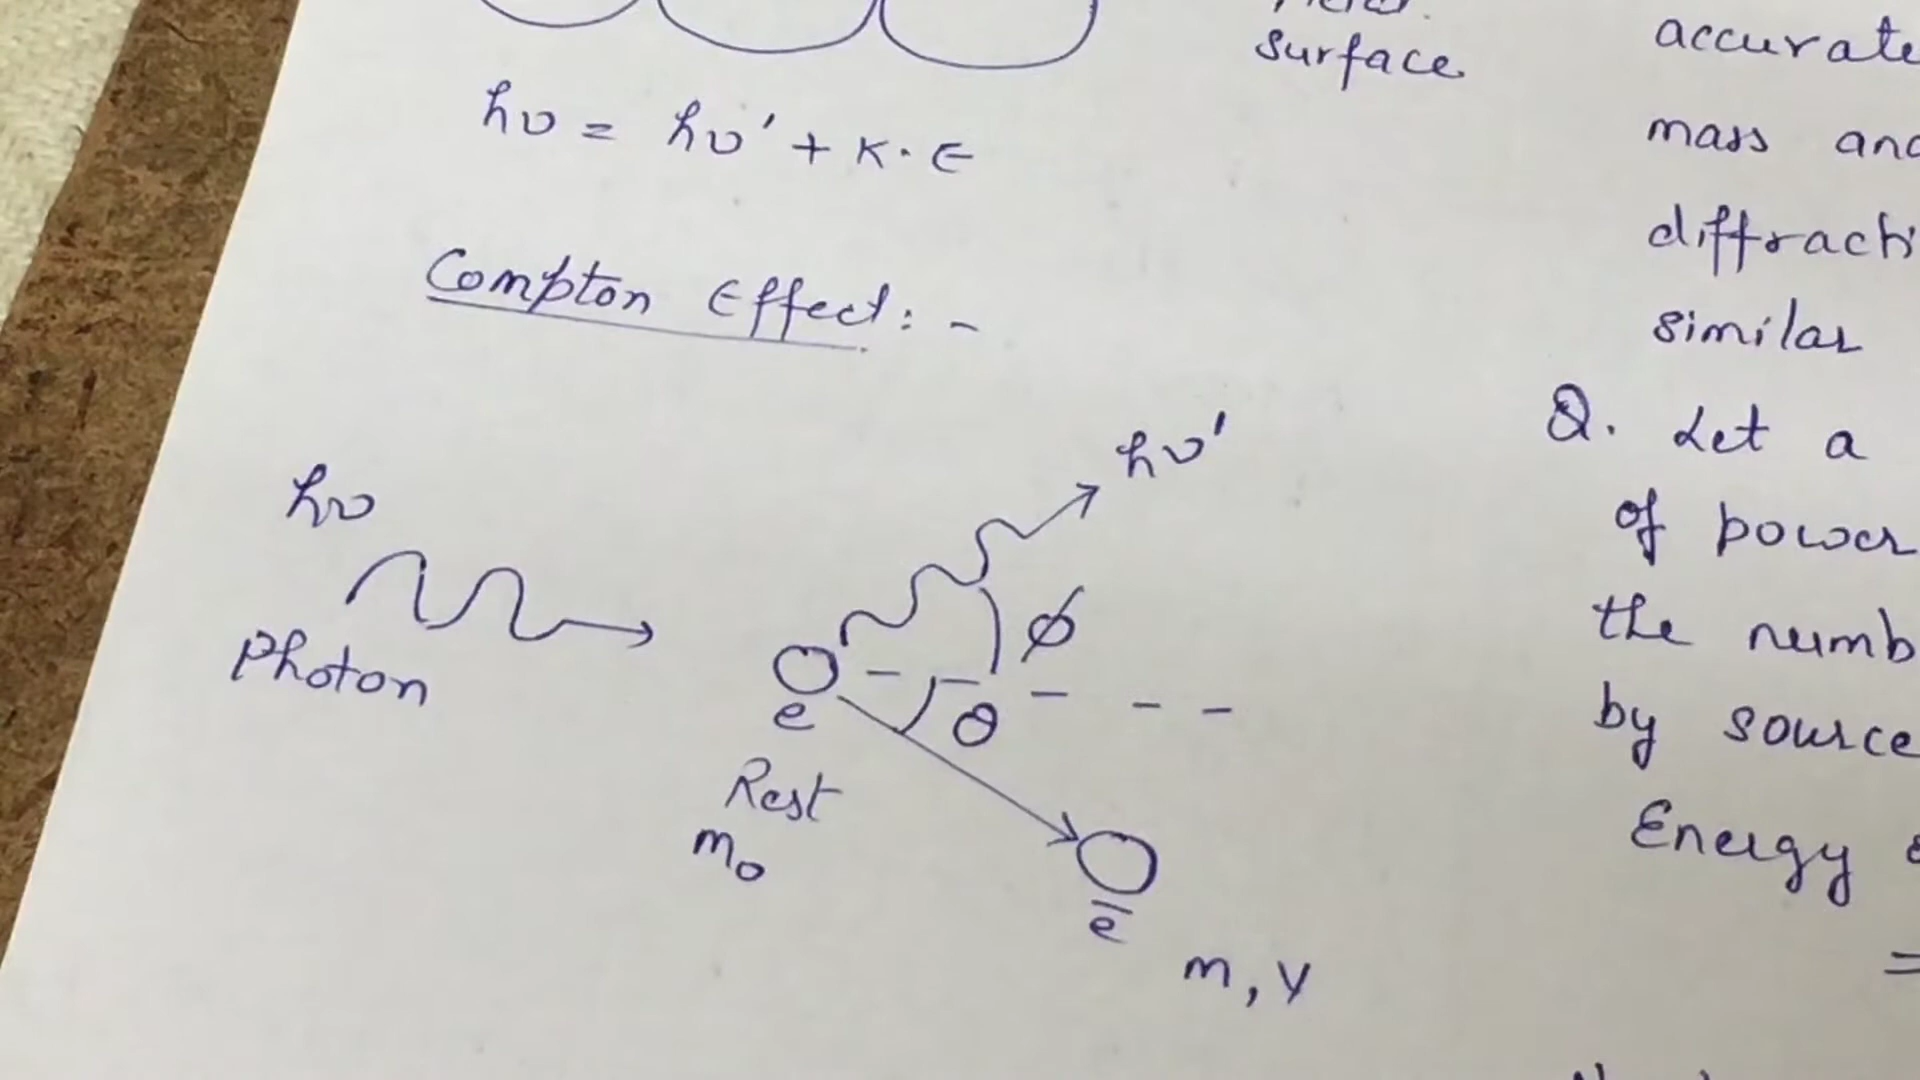 hν = hν' + K.E
Compton Effect:-
hν
Photon
hν'
ϕ
θ
e
Rest
m₀
e̅
m, v
surface
accurate
mass and
similar
Q. Let a
of power
the numb
by source
Energy
=